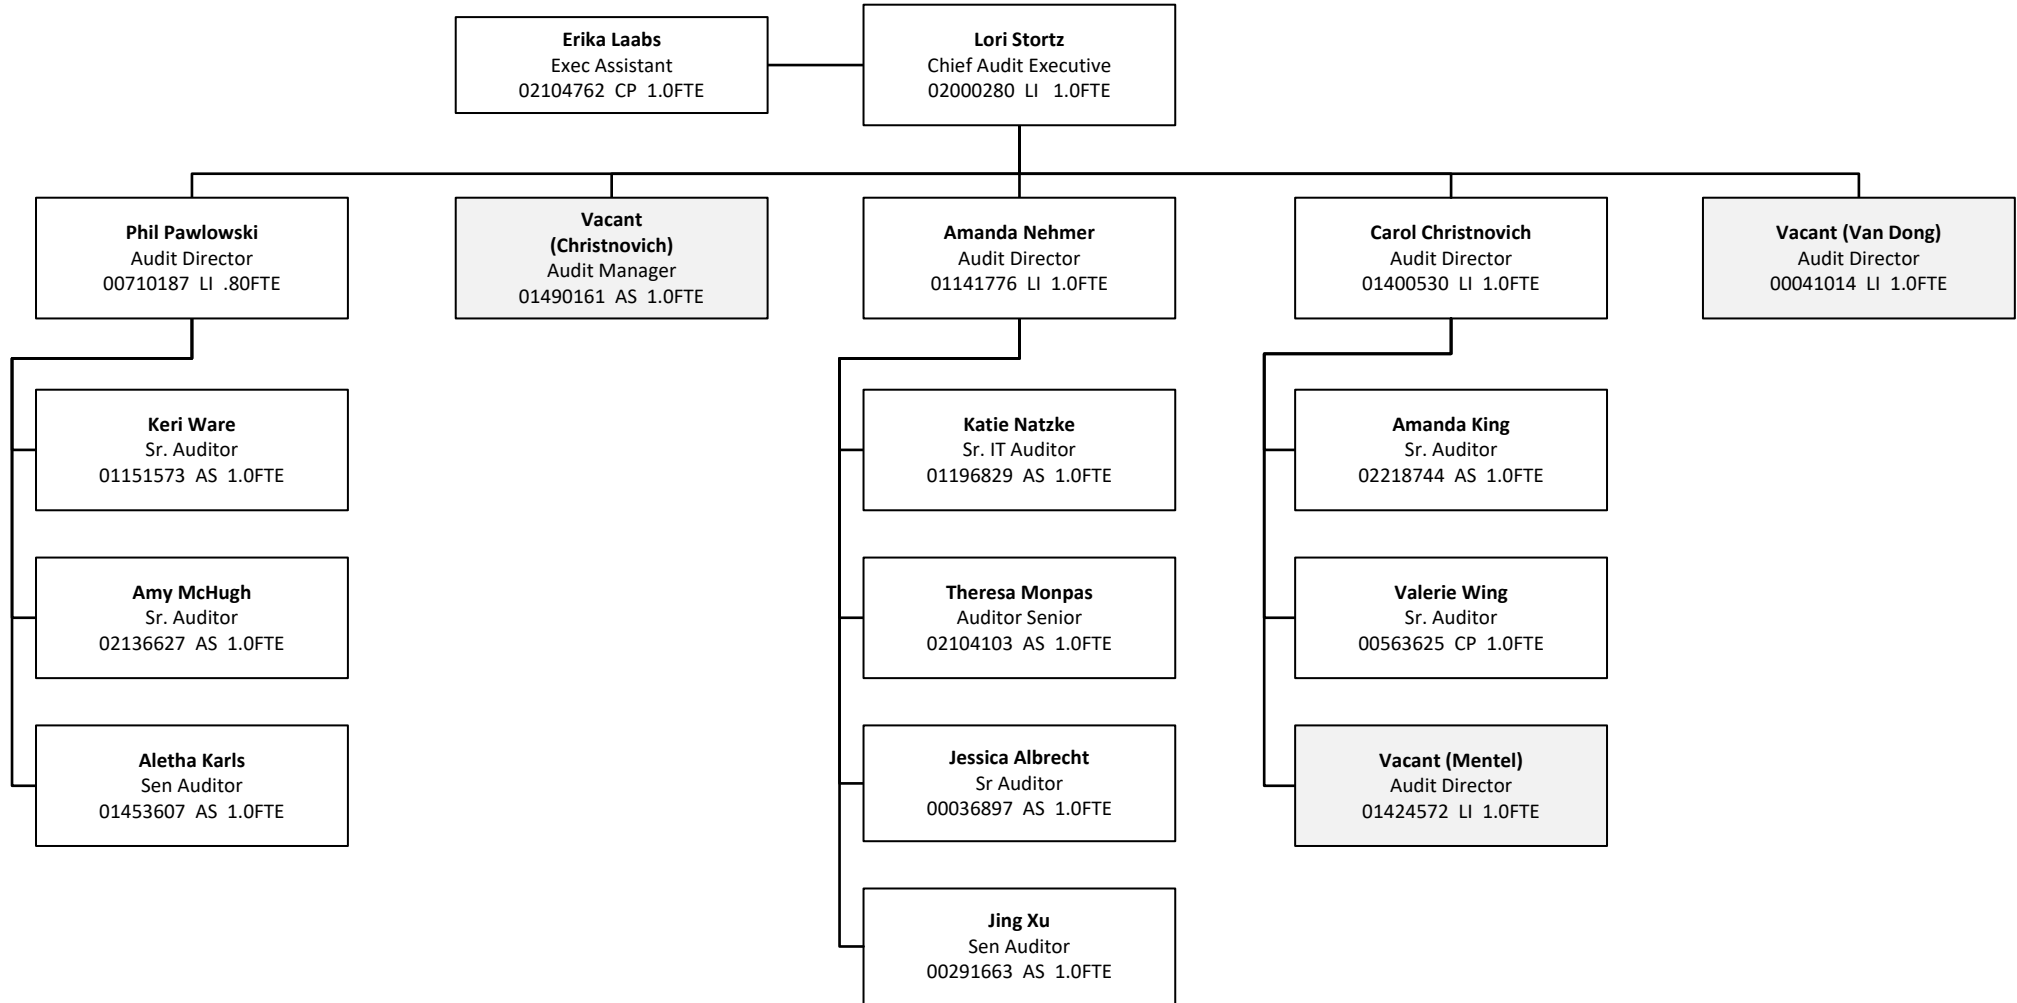 Erika Laabs
Exec Assistant
02104762 CP 1.0FTE
Lori Stortz
Chief Audit Executive
02000280 LI 1.0FTE
Phil Pawlowski
Audit Director
00710187 LI .80FTE
Vacant
(Christnovich)
Audit Manager
01490161 AS 1.0FTE
Amanda Nehmer
Audit Director
01141776 LI 1.0FTE
Carol Christnovich
Audit Director
01400530 LI 1.0FTE
Vacant (Van Dong)
Audit Director
00041014 LI 1.0FTE
Keri Ware
Sr. Auditor
01151573 AS 1.0FTE
Katie Natzke
Sr. IT Auditor
01196829 AS 1.0FTE
Amanda King
Sr. Auditor
02218744 AS 1.0FTE
Amy McHugh
Sr. Auditor
02136627 AS 1.0FTE
Theresa Monpas
Auditor Senior
02104103 AS 1.0FTE
Valerie Wing
Sr. Auditor
00563625 CP 1.0FTE
Aletha Karls
Sen Auditor
01453607 AS 1.0FTE
Jessica Albrecht
Sr Auditor
00036897 AS 1.0FTE
Vacant (Mentel)
Audit Director
01424572 LI 1.0FTE
Jing Xu
Sen Auditor
00291663 AS 1.0FTE